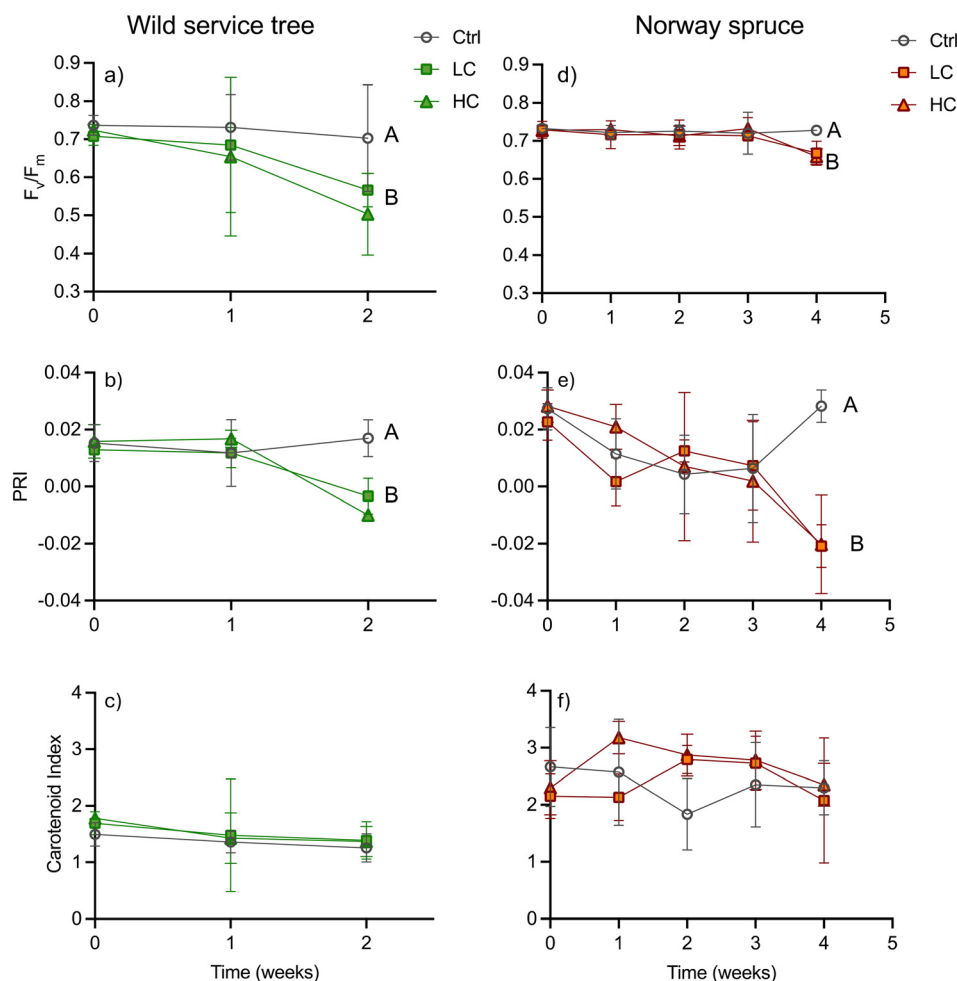 Wild service tree
Ctrl
LC
HC
a)
0.9
0.8
0.7
0.6
0.5
0.4
0.3
Fv/Fm
A
B
0 1 2
Norway spruce
Ctrl
LC
HC
d)
0.9
0.8
0.7
0.6
0.5
0.4
0.3
A
B
0 1 2 3 4 5
b)
0.04
0.02
0.00
-0.02
-0.04
PRI
A
B
0 1 2
e)
0.04
0.02
0.00
-0.02
-0.04
A
B
0 1 2 3 4 5
c)
4
3
2
1
0
Carotenoid Index
0 1 2
Time (weeks)
f)
4
3
2
1
0
0 1 2 3 4 5
Time (weeks)